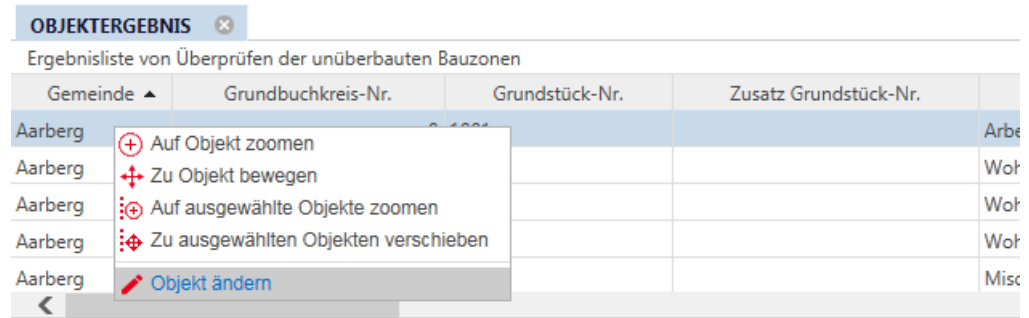 OBJEKTERGEBNIS
Ergebnisliste von Überprüfen der unüberbauten Bauzonen
Gemeinde Grundbuchkreis-Nr. Grundstück-Nr. Zusatz Grundstück-Nr.
Aarberg
Auf Objekt zoomen
Aarberg
Zu Objekt bewegen
Aarberg
Auf ausgewählte Objekte zoomen
Aarberg
Zu ausgewählten Objekten verschieben
Aarberg
Objekt ändern